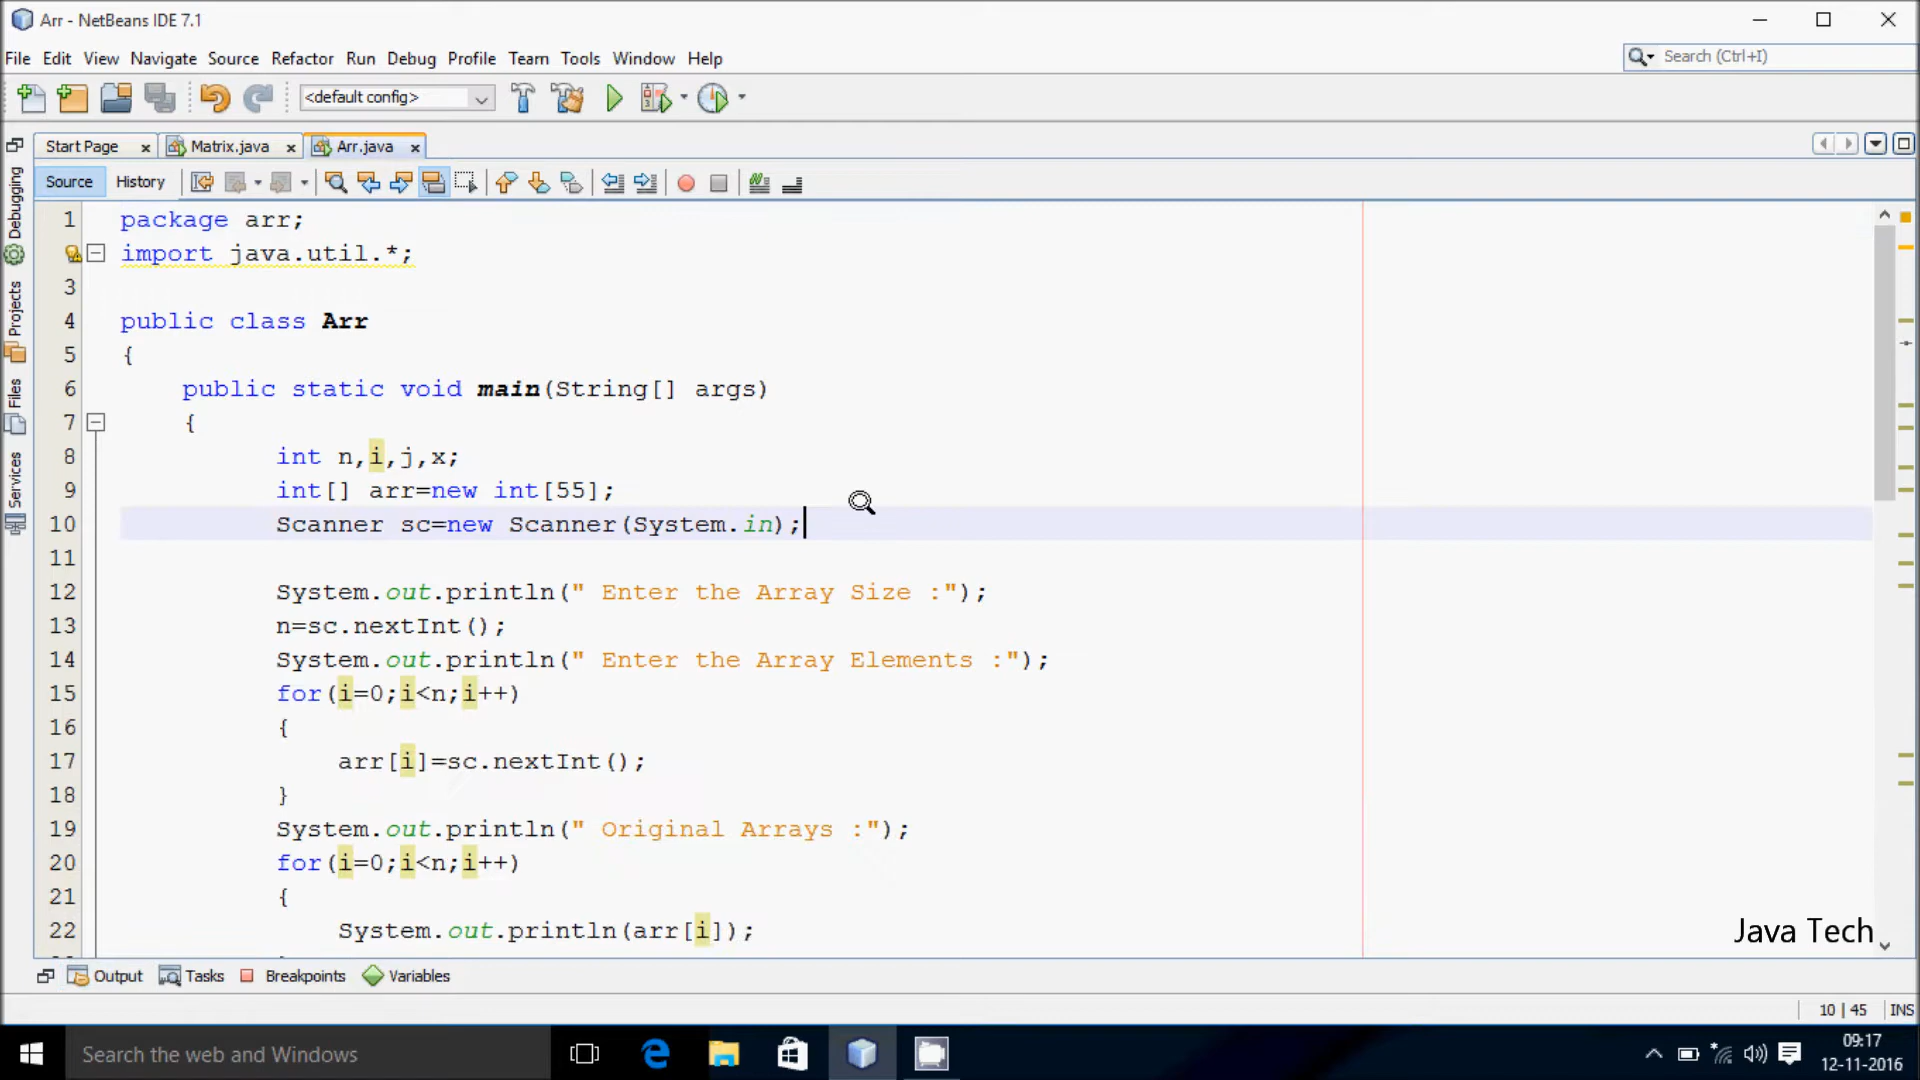 Arr - NetBeans IDE 7.1
File Edit View Navigate Source Refactor Run Debug Profile Team Tools Window Help
Search (Ctrl+I)
<default config>
Start Page Matrix.java Arr.java
Source History
Debugging
Projects
Files
Services
1 package arr;
import java.util.*;
3
4 public class Arr
5 {
6 public static void main(String[] args)
7 {
8 int n,i,j,x;
9 int[] arr=new int[55];
10 Scanner sc=new Scanner(System.in);
11
12 System.out.println(" Enter the Array Size :");
13 n=sc.nextInt();
14 System.out.println(" Enter the Array Elements :");
15 for(i=0;i<n;i++)
16 {
17 arr[i]=sc.nextInt();
18 }
19 System.out.println(" Original Arrays :");
20 for(i=0;i<n;i++)
21 {
22 System.out.println(arr[i]);
Java Tech
Output Tasks Breakpoints Variables
10 | 45 INS
Search the web and Windows
09:17
12-11-2016